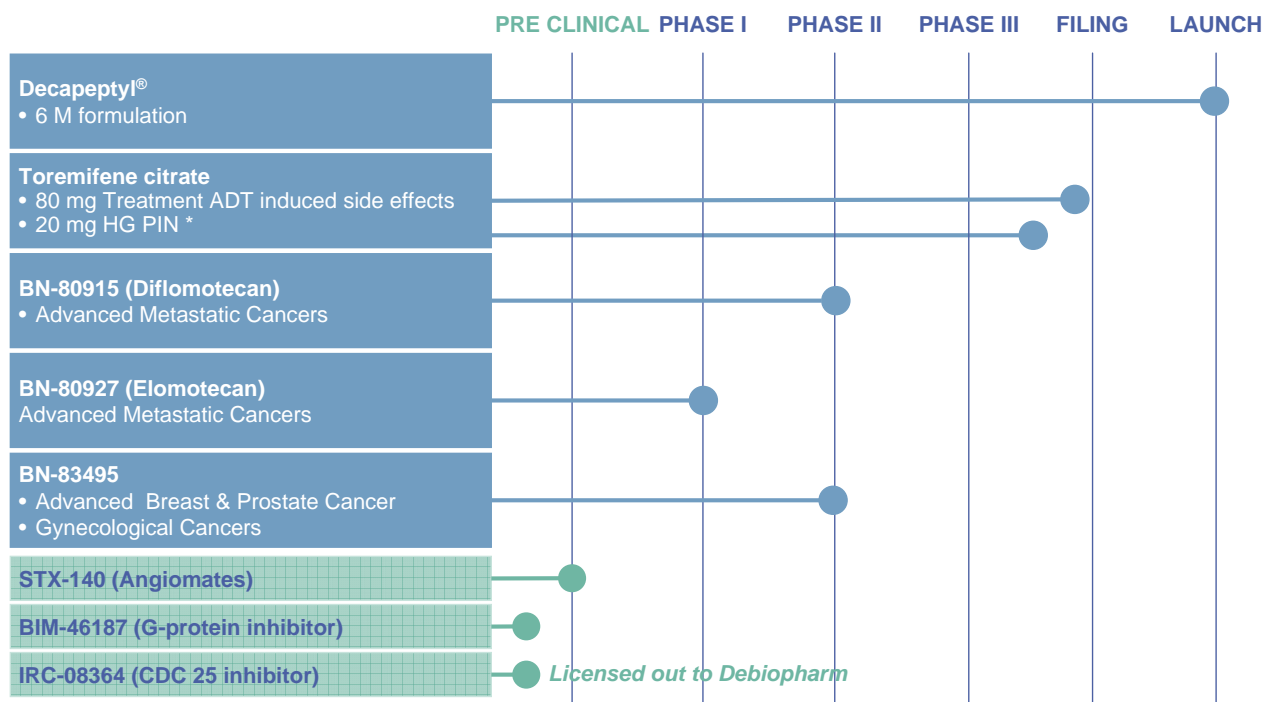 PRE CLINICAL PHASE I PHASE II PHASE III FILING LAUNCH
Decapeptyl®
• 6 M formulation
Toremifene citrate
• 80 mg Treatment ADT induced side effects
• 20 mg HG PIN *
BN-80915 (Diflomotecan)
• Advanced Metastatic Cancers
BN-80927 (Elomotecan)
Advanced Metastatic Cancers
BN-83495
• Advanced Breast & Prostate Cancer
• Gynecological Cancers
STX-140 (Angiomates)
BIM-46187 (G-protein inhibitor)
IRC-08364 (CDC 25 inhibitor) Licensed out to Debiopharm